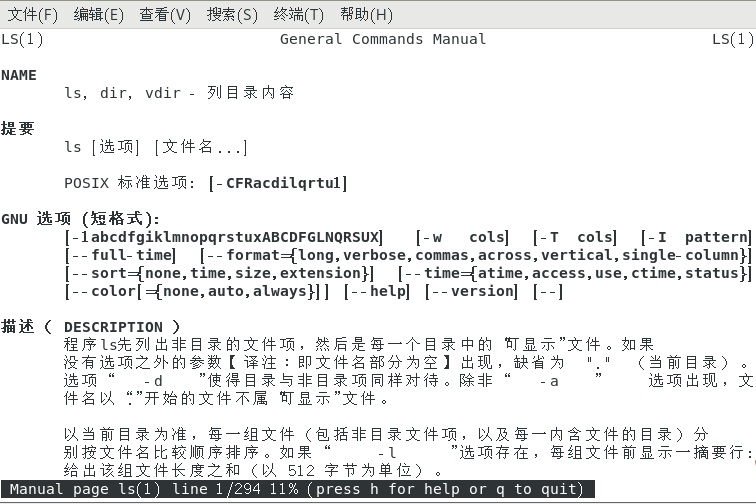 文件(F) 编辑(E) 查看(V) 搜索(S) 终端(T) 帮助(H)
LS(1) General Commands Manual LS(1)
NAME
ls, dir, vdir - 列目录内容
提要
ls [选项] [文件名...]
POSIX 标准选项: [-CFRacdilqrtu1]
GNU 选项 (短格式):
[-1abcdfgiklmnopqrstuxABCDFGLNQRSUX] [-w cols] [-T cols] [-I pattern]
[--full-time] [--format={long,verbose,commas,across,vertical,single-column}]
[--sort={none,time,size,extension}] [--time={atime,access,use,ctime,status}]
[--color[={none,auto,always}]] [--help] [--version] [--]
描述 ( DESCRIPTION )
程序ls先列出非目录的文件项，然后是每一个目录中的“可显示”文件。如果
没有选项之外的参数【译注：即文件名部分为空】出现，缺省为 "." （当前目录）。
选项“ -d ”使得目录与非目录项同样对待。除非“ -a ” 选项出现，文
件名以“.”开始的文件不属“可显示”文件。
以当前目录为准，每一组文件（包括非目录文件项，以及每一内含文件的目录）分
别按文件名比较顺序排序。如果“ -l ”选项存在，每组文件前显示一摘要行:
给出该组文件长度之和（以 512 字节为单位）。
Manual page ls(1) line 1/294 11% (press h for help or q to quit)